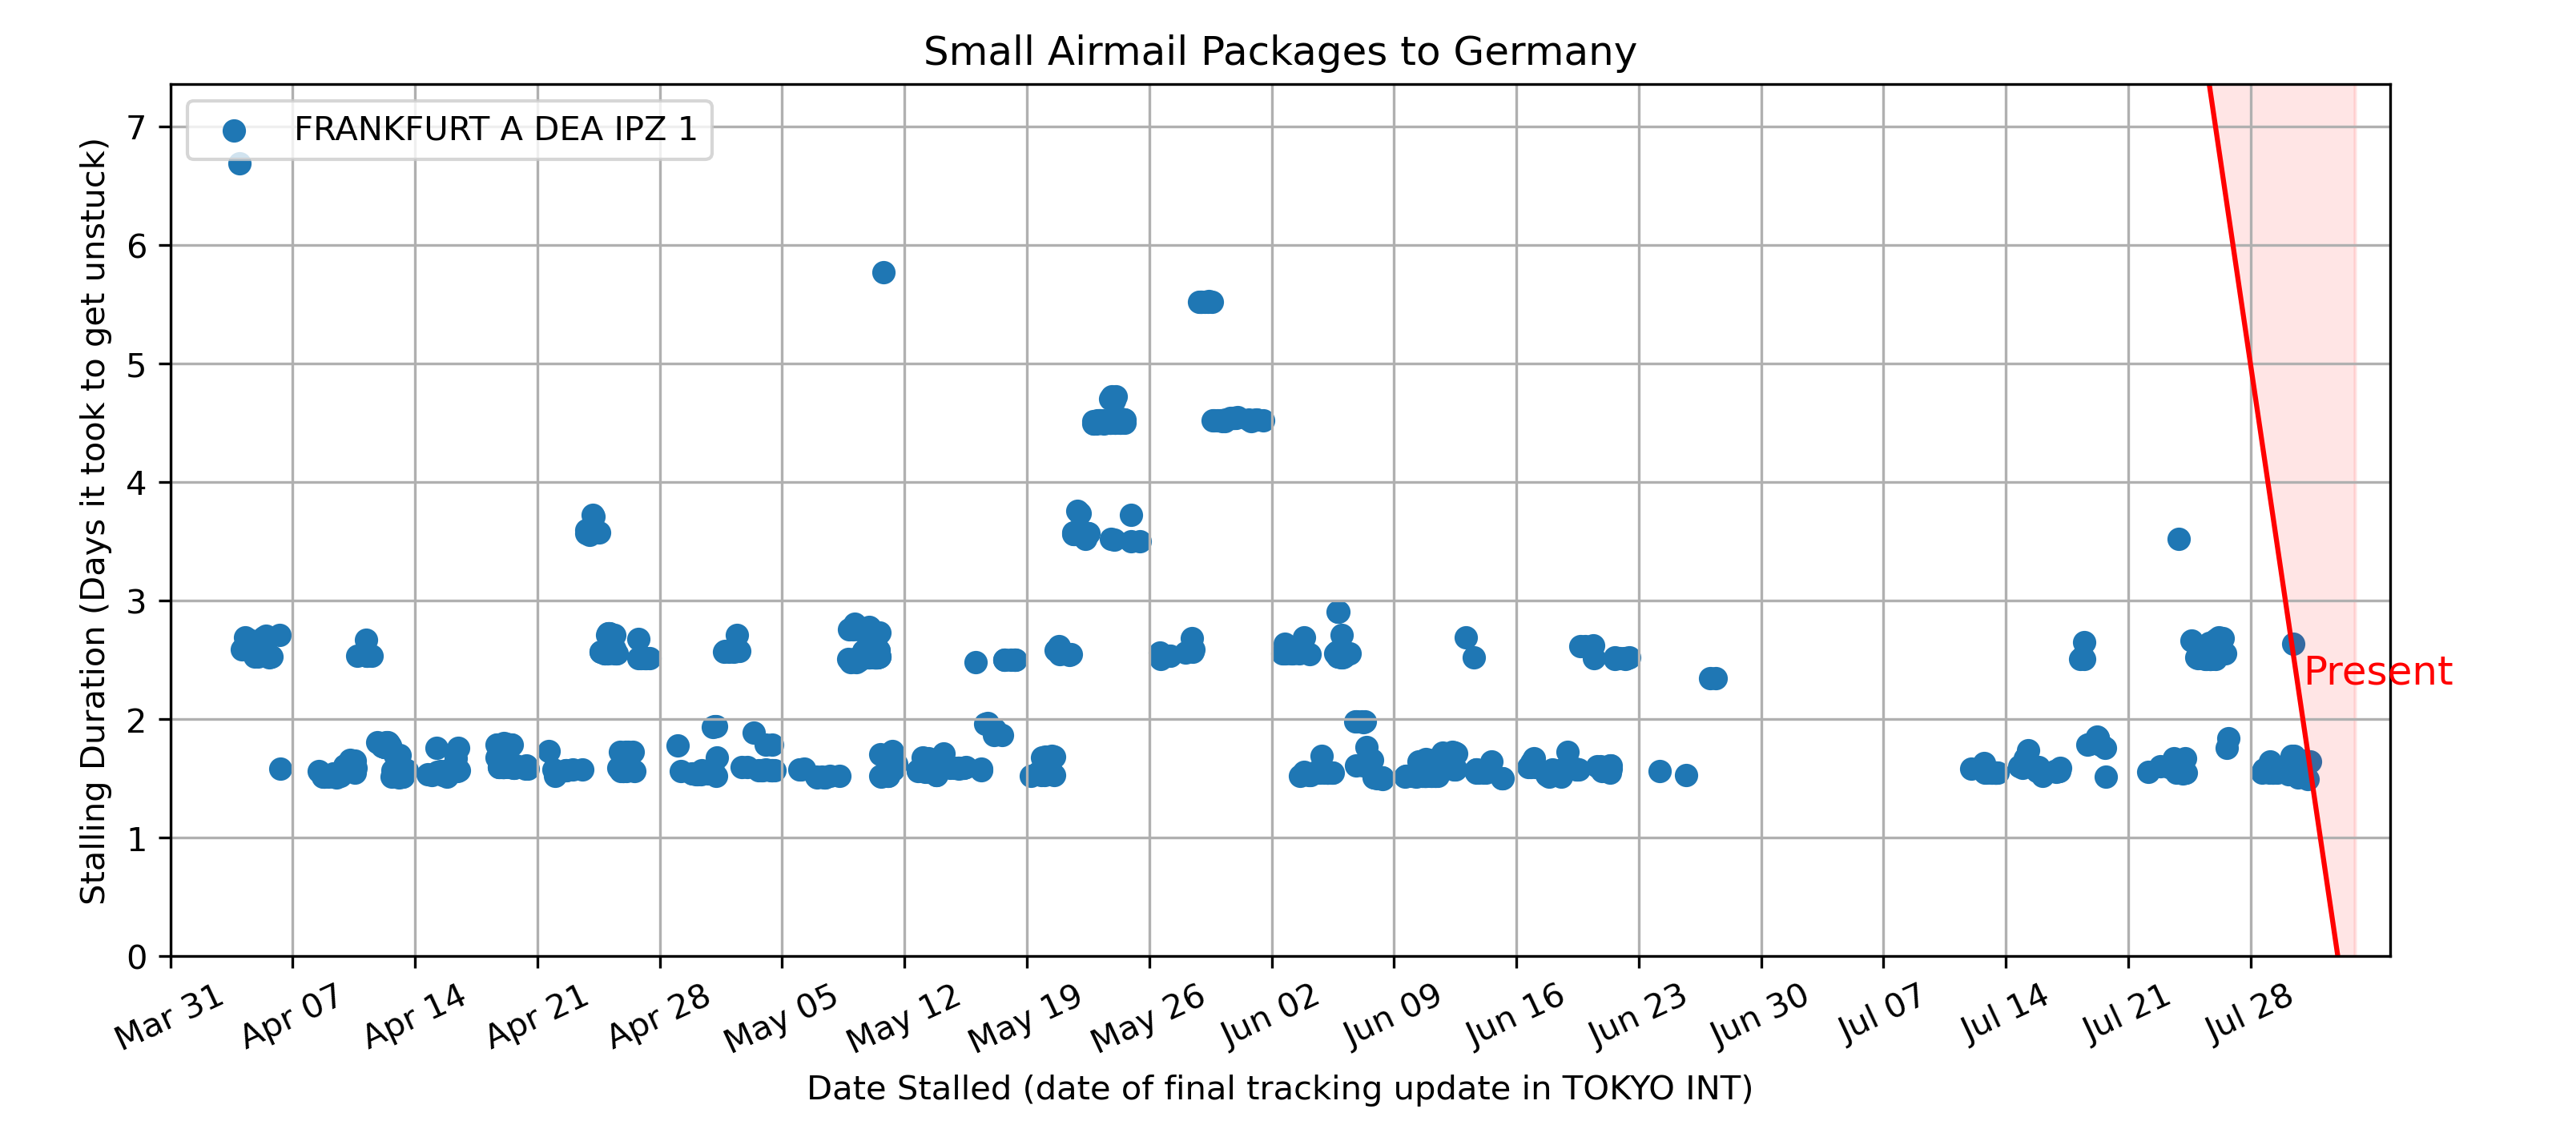 Small Airmail Packages to Germany
FRANKFURT A DEA IPZ 1
Stalling Duration (Days it took to get unstuck)
7
6
5
4
3
2
1
0
Present
Mar 31
Apr 07
Apr 14
Apr 21
Apr 28
May 05
May 12
May 19
May 26
Jun 02
Jun 09
Jun 16
Jun 23
Jun 30
Jul 07
Jul 14
Jul 21
Jul 28
Date Stalled (date of final tracking update in TOKYO INT)